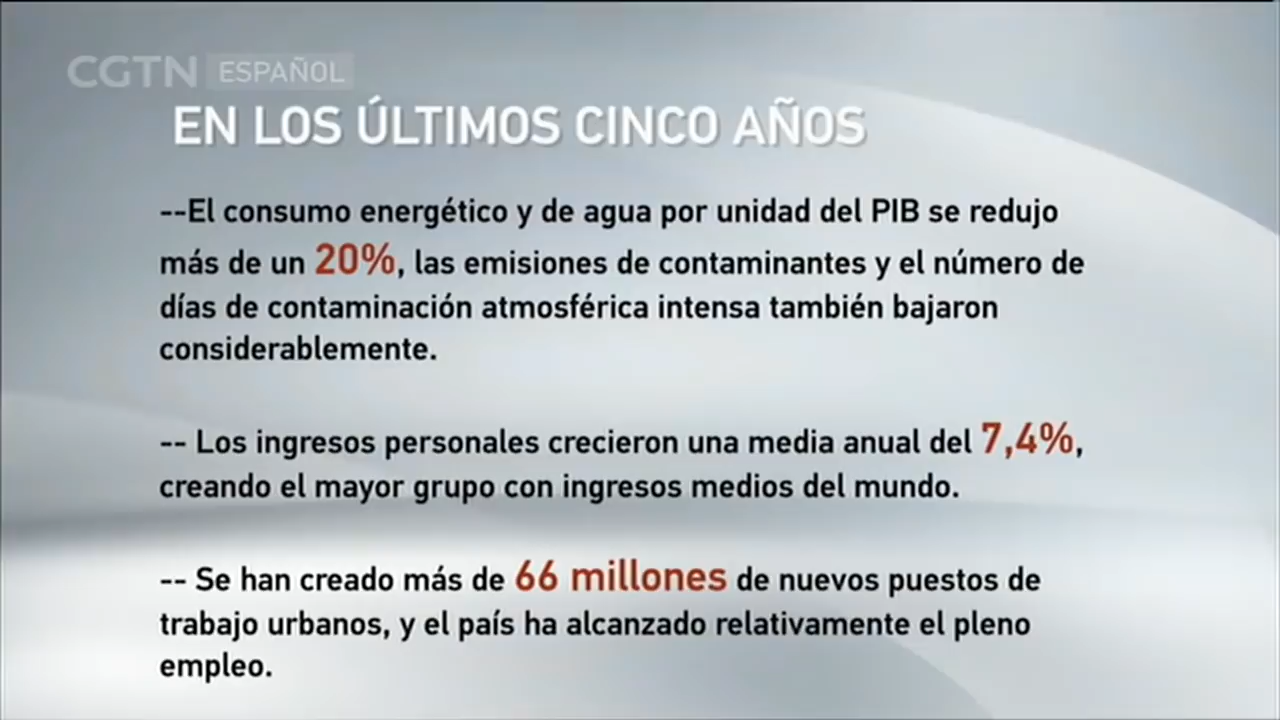 CGTN ESPAÑOL
EN LOS ÚLTIMOS CINCO AÑOS
--El consumo energético y de agua por unidad del PIB se redujo
más de un 20%, las emisiones de contaminantes y el número de
días de contaminación atmosférica intensa también bajaron
considerablemente.
-- Los ingresos personales crecieron una media anual del 7,4%,
creando el mayor grupo con ingresos medios del mundo.
-- Se han creado más de 66 millones de nuevos puestos de
trabajo urbanos, y el país ha alcanzado relativamente el pleno
empleo.